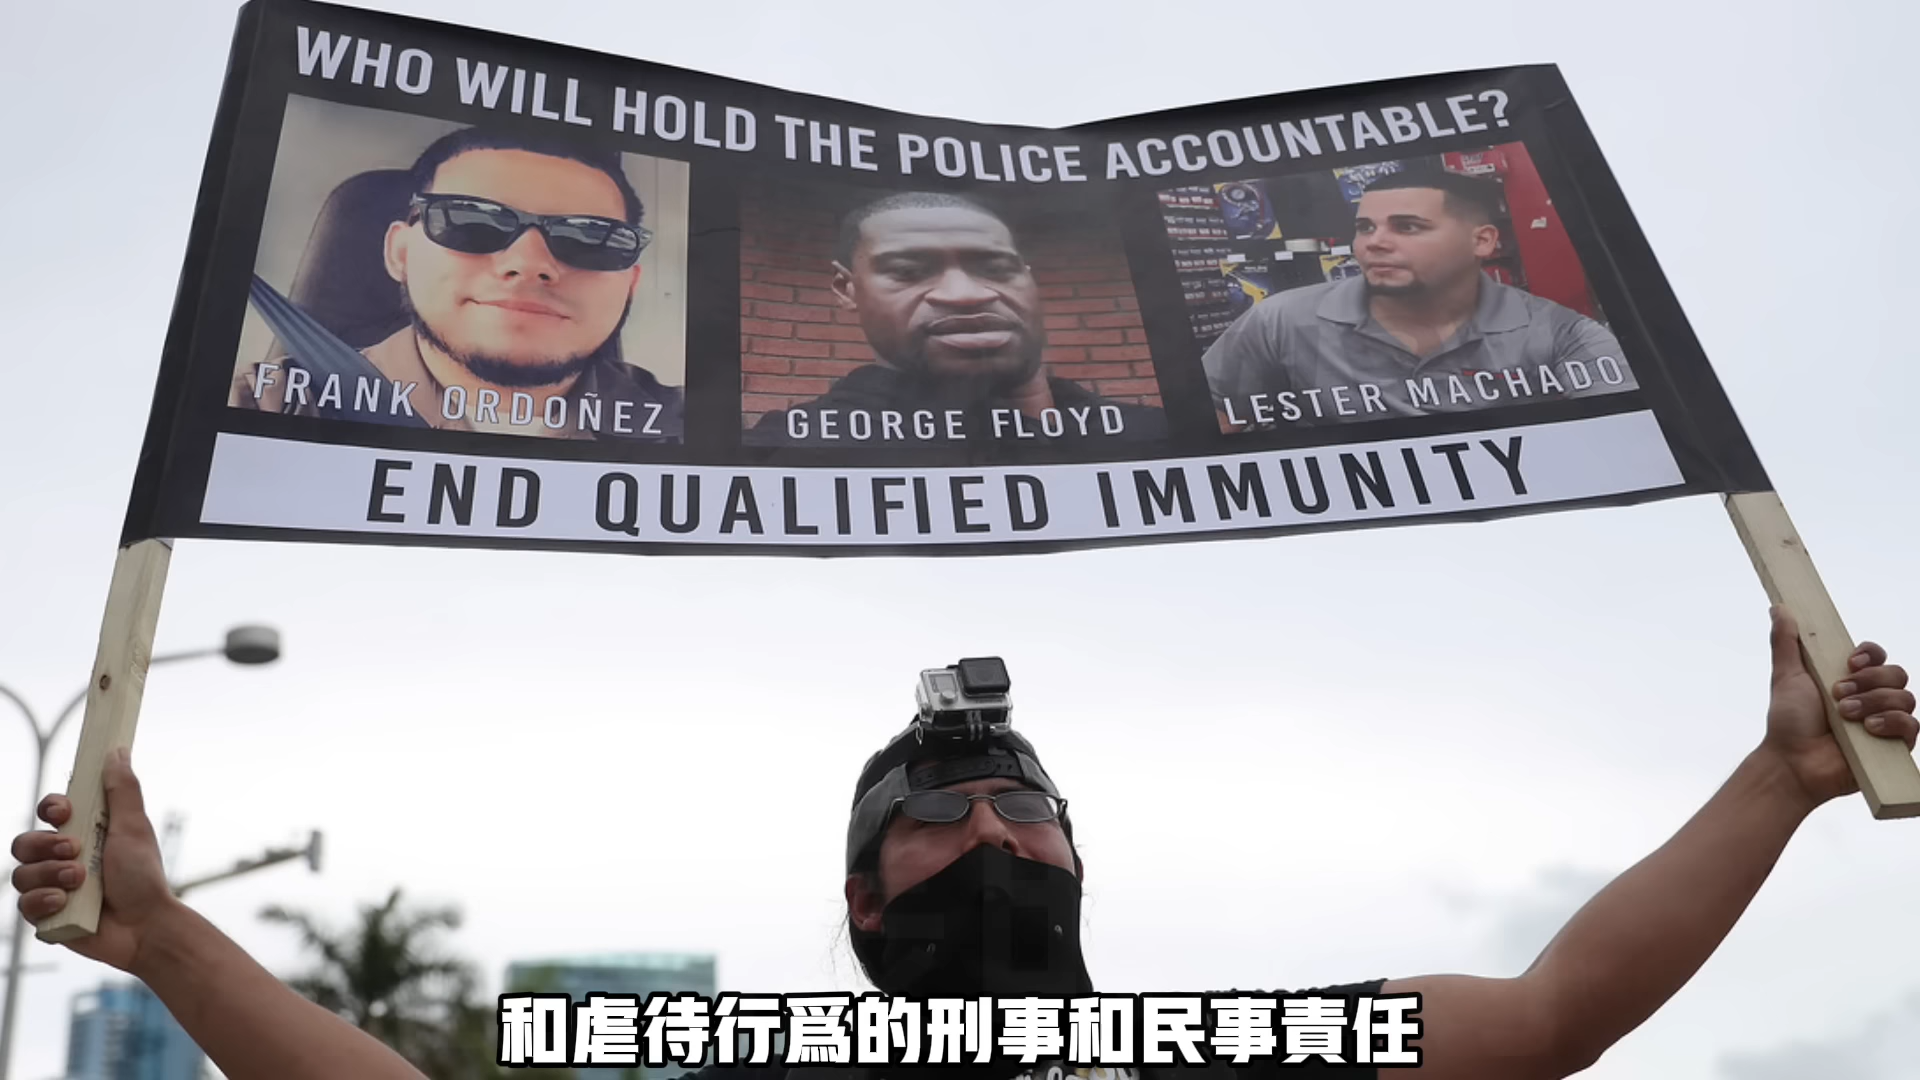 WHO WILL HOLD THE POLICE ACCOUNTABLE?
FRANK ORDOÑEZ
GEORGE FLOYD
LESTER MACHADO
END QUALIFIED IMMUNITY
和虐待行爲的刑事和民事責任